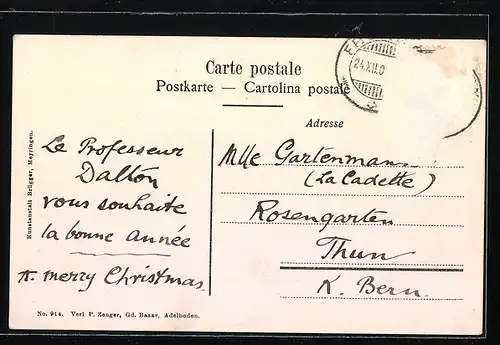 Carte postale
Postkarte — Cartolina postale
24.XII.0
Adresse
Kunstanstalt Brügger, Meyringen.
Le Professeur
Dalton
vous souhaite
la bonne année
A merry Christmas.
Mlle Gartenmann
(La Cadette)
Rosengarten
Thun
K. Bern.
No. 914. Verl P. Zenger, Gd. Bazar, Adelboden.